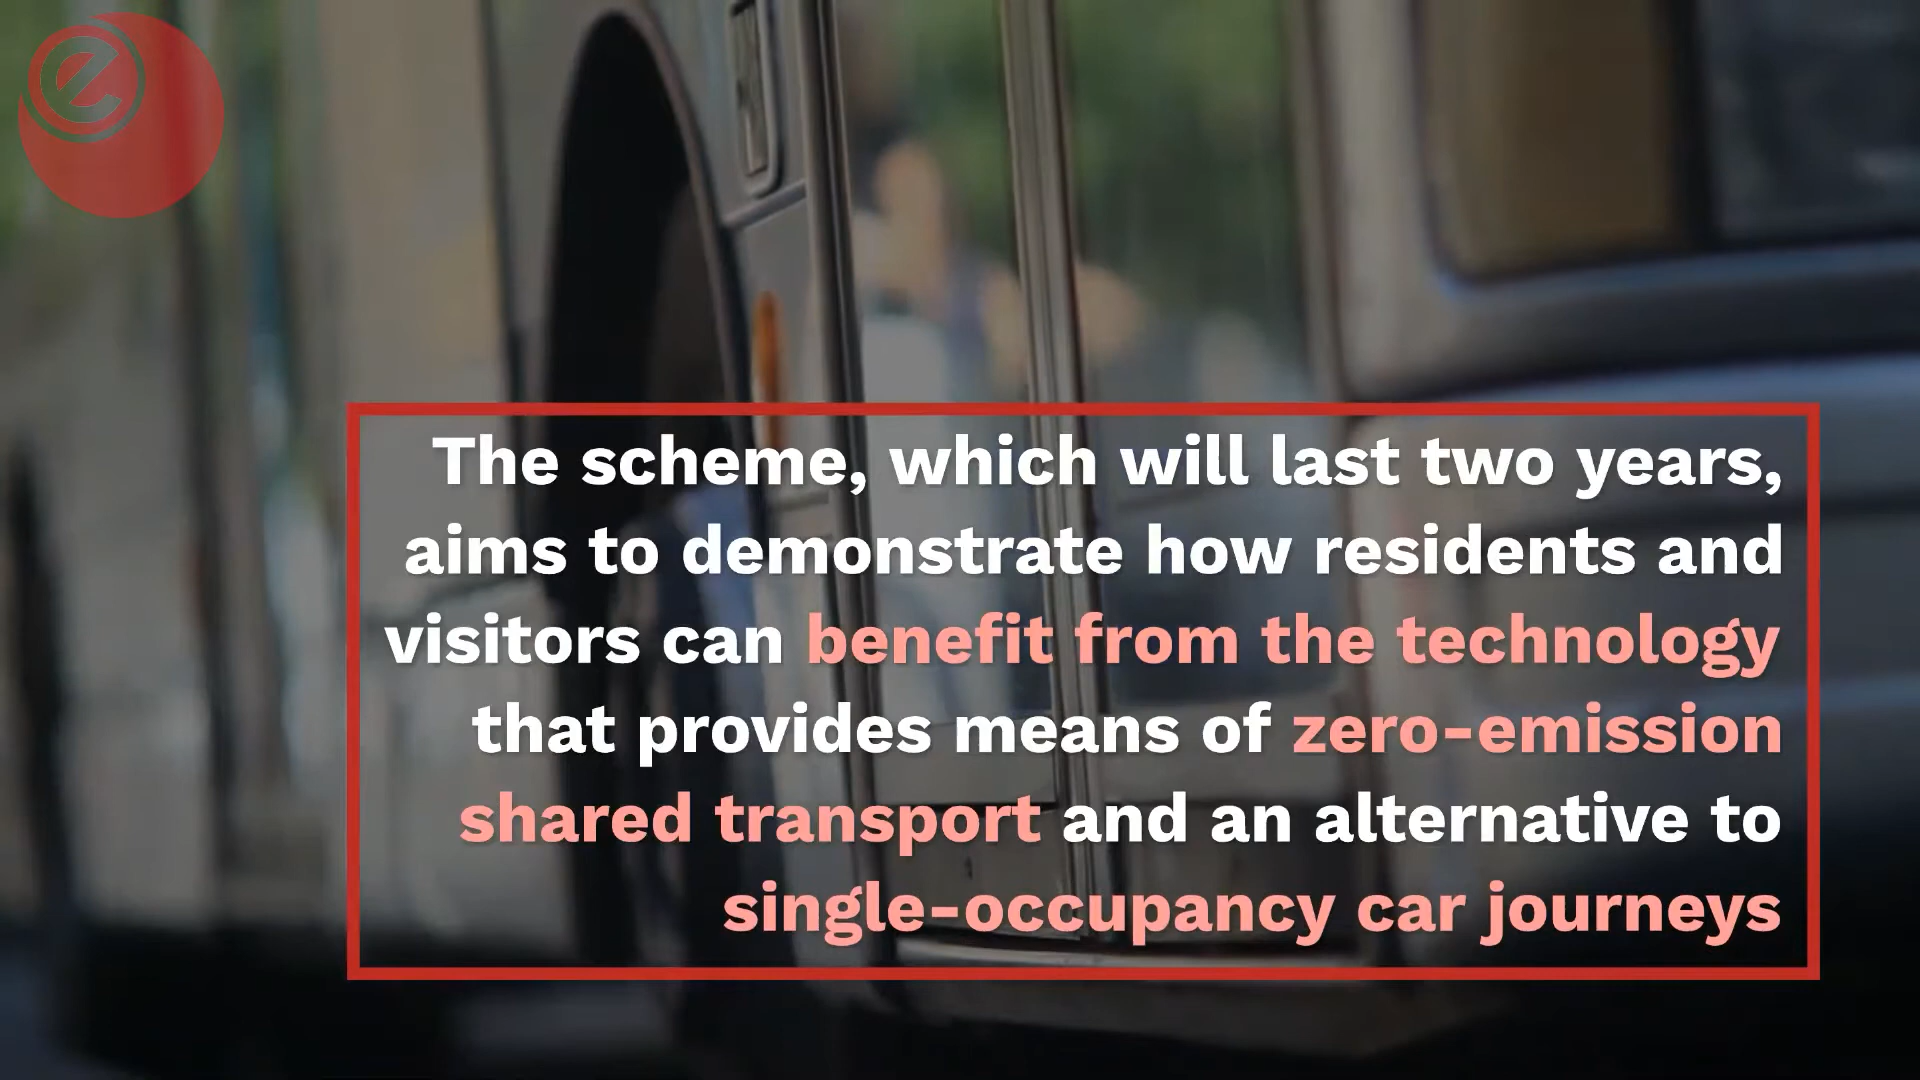 The scheme, which will last two years,
aims to demonstrate how residents and
visitors can benefit from the technology
that provides means of zero-emission
shared transport and an alternative to
single-occupancy car journeys